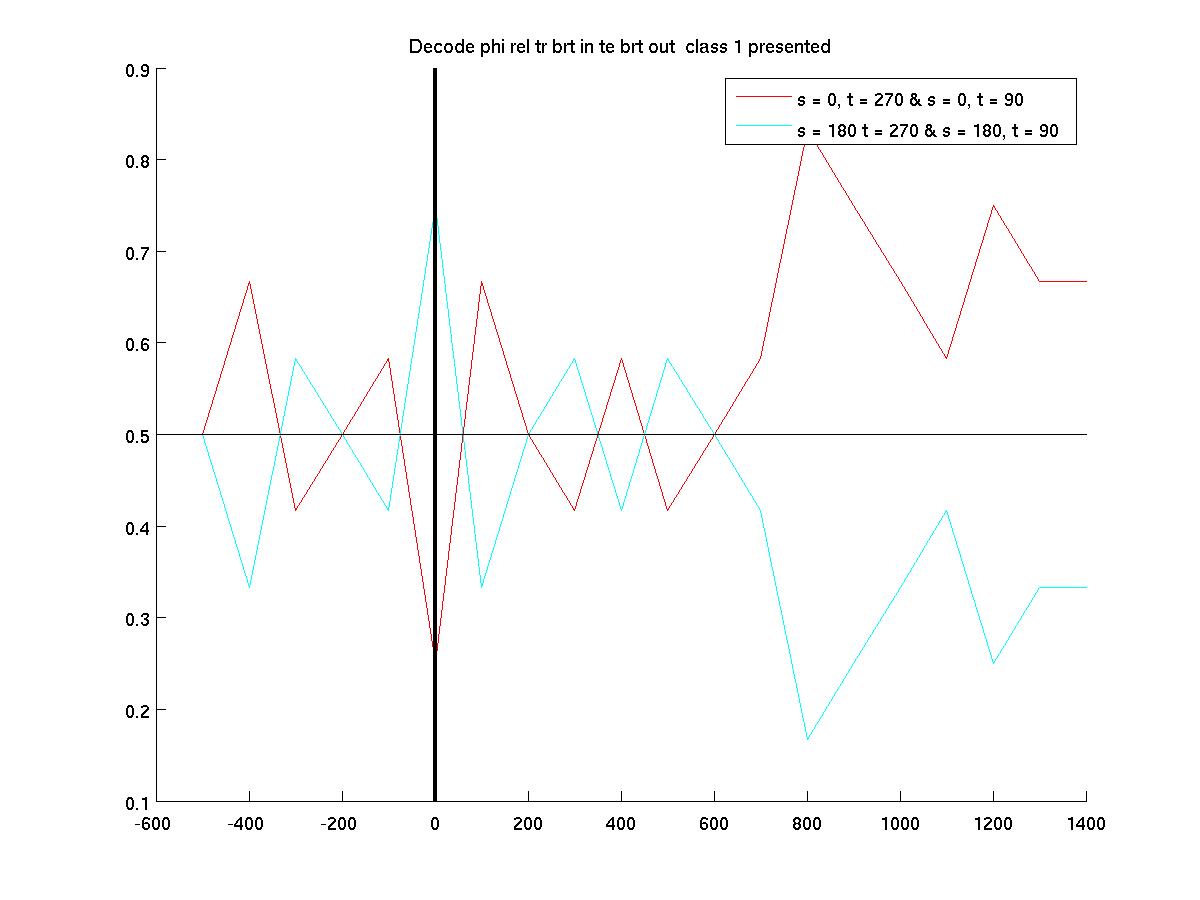 Decode phi rel tr brt in te brt out  class 1 presented
s = 0, t = 270 & s = 0, t = 90
s = 180 t = 270 & s = 180, t = 90
0.9
0.8
0.7
0.6
0.5
0.4
0.3
0.2
0.1
-600 -400 -200 0 200 400 600 800 1000 1200 1400